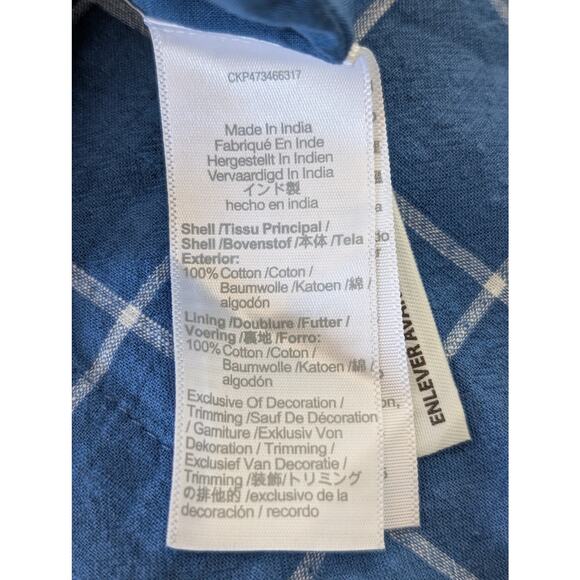 CKP473466317
Made In India
Fabriqué En Inde
Hergestellt In Indien
Vervaardigd In India
インド製
hecho en india
Shell /Tissu Principal /
Shell /Bovenstof /本体 /Tela
Exterior:
100% Cotton /Coton /
Baumwolle /Katoen /綿 /
algodón
Lining /Doublure /Futter /
Voering /裏地 /Forro:
100% Cotton /Coton /
Baumwolle /Katoen /綿 /
algodón
Exclusive Of Decoration /
Trimming /Sauf De Décoration
/ Garniture /Exklusiv Von
Dekoration / Trimming /
Exclusief Van Decoratie /
Trimming /装飾/トリミング
の排他的 /exclusivo de la
decoración / recordo
ENLEVER